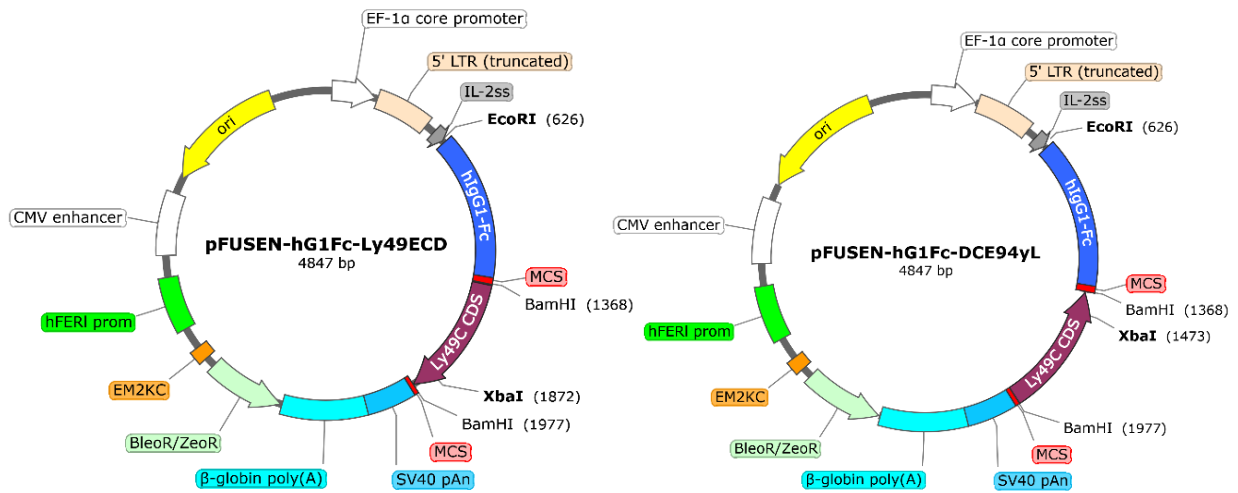 EF-1α core promoter
5' LTR (truncated)
IL-2ss
EcoRI (626)
hIgG1-Fc
MCS
BamHI (1368)
Ly49C CDS
XbaI (1872)
BamHI (1977)
MCS
SV40 pAn
β-globin poly(A)
BleoR/ZeoR
EM2KC
hFERl prom
CMV enhancer
ori
pFUSEN-hG1Fc-Ly49ECD
4847 bp
EF-1α core promoter
5' LTR (truncated)
IL-2ss
EcoRI (626)
hIgG1-Fc
MCS
BamHI (1368)
XbaI (1473)
Ly49C CDS
BamHI (1977)
MCS
SV40 pAn
β-globin poly(A)
BleoR/ZeoR
EM2KC
hFERl prom
CMV enhancer
ori
pFUSEN-hG1Fc-DCE94yL
4847 bp